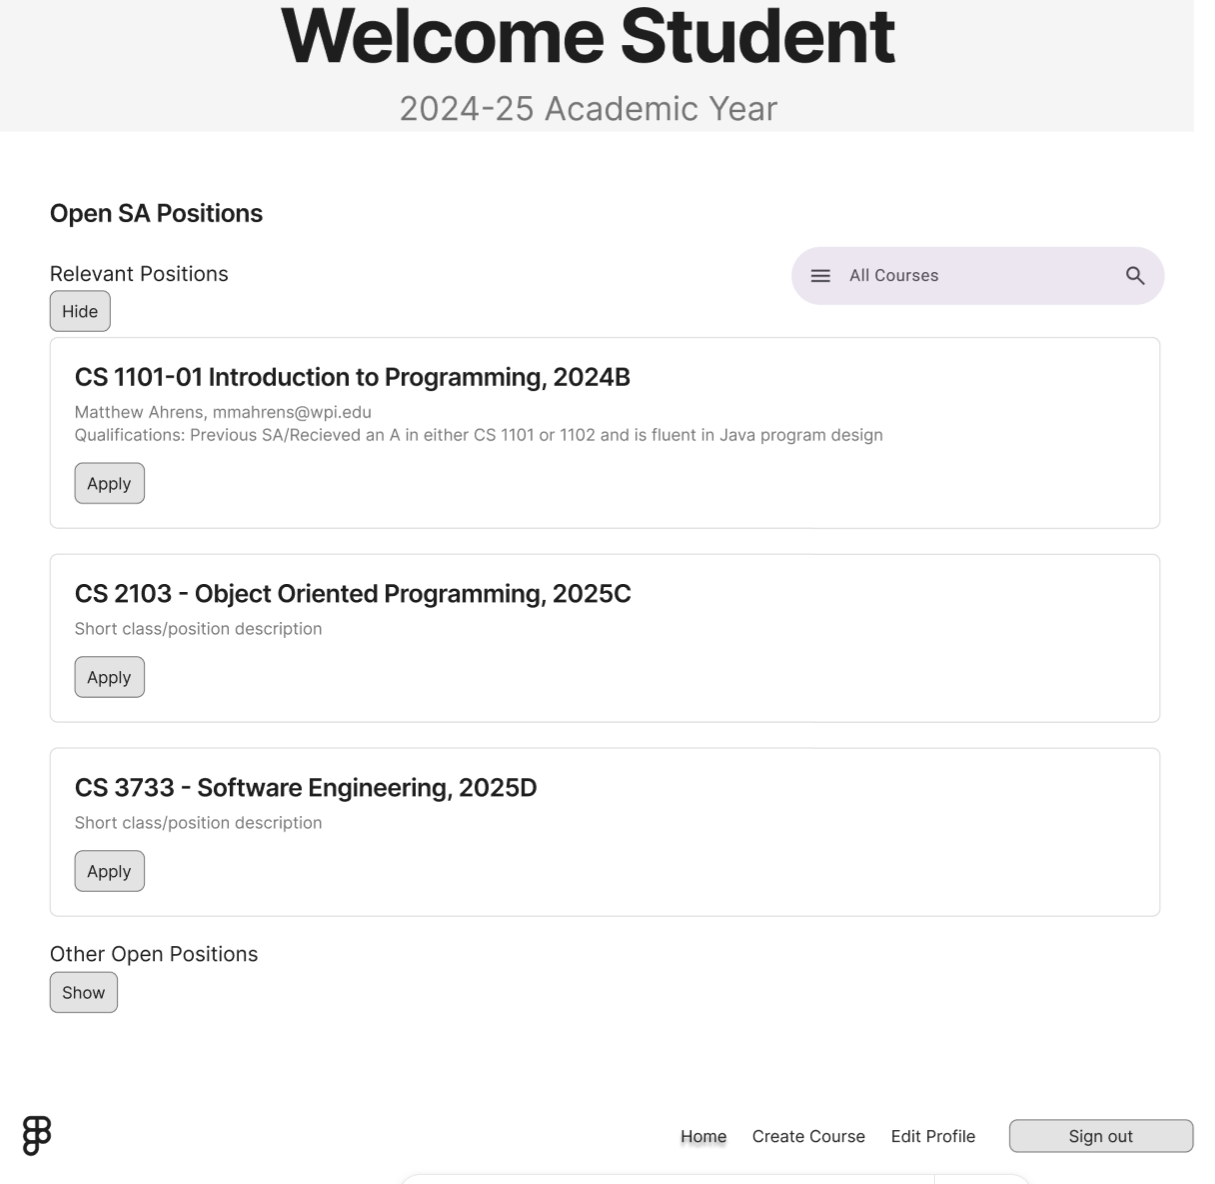 Welcome Student
2024-25 Academic Year
Open SA Positions
Relevant Positions
All Courses
Hide
CS 1101-01 Introduction to Programming, 2024B
Matthew Ahrens, mmahrens@wpi.edu
Qualifications: Previous SA/Recieved an A in either CS 1101 or 1102 and is fluent in Java program design
Apply
CS 2103 - Object Oriented Programming, 2025C
Short class/position description
Apply
CS 3733 - Software Engineering, 2025D
Short class/position description
Apply
Other Open Positions
Show
Home Create Course Edit Profile Sign out